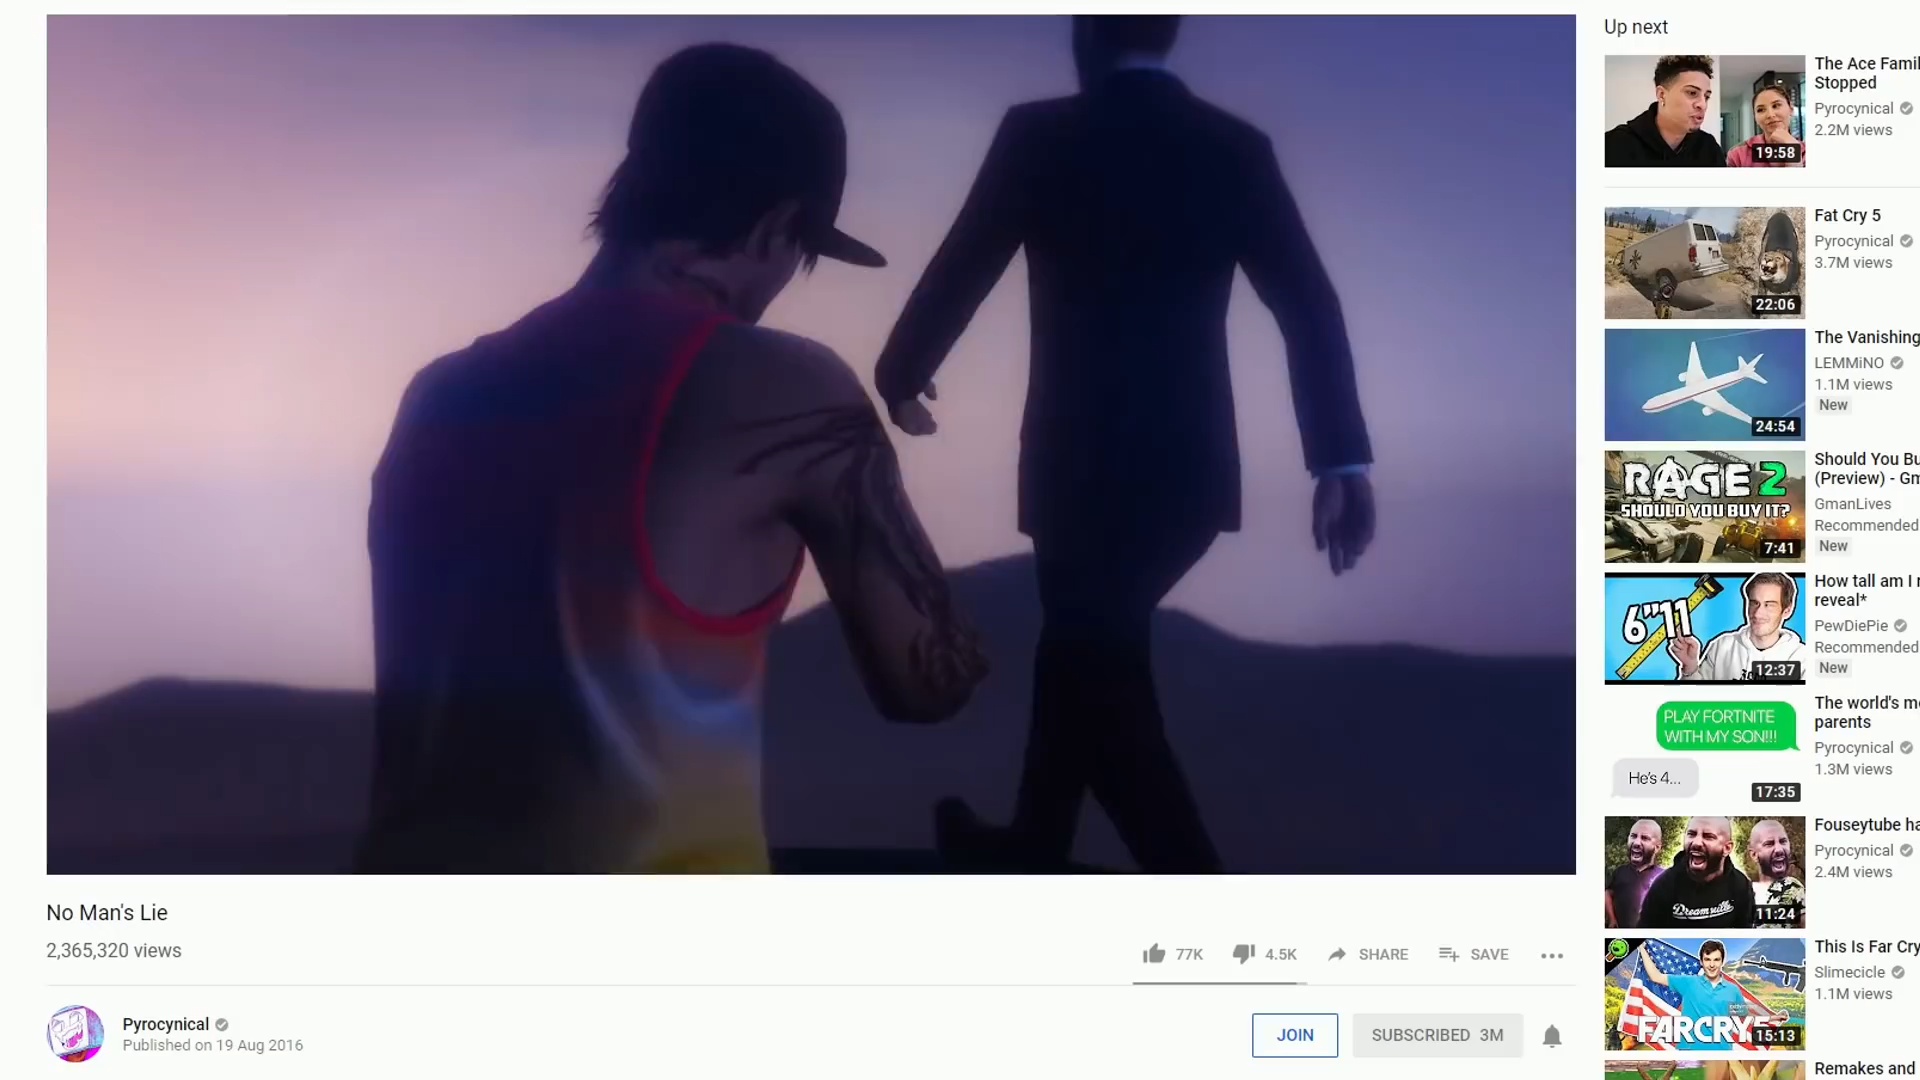 Up next
The Ace Famil
Stopped
Pyrocynical
2.2M views
19:58
Fat Cry 5
Pyrocynical
3.7M views
22:06
The Vanishing
LEMMiNO
1.1M views
New
24:54
RAGE 2
SHOULD YOU BUY IT?
7:41
Should You Bu
(Preview) - Gm
GmanLives
Recommended
New
6"11
12:37
How tall am I r
reveal*
PewDiePie
Recommended
New
PLAY FORTNITE
WITH MY SON!!!
He's 4...
17:35
The world's mo
parents
Pyrocynical
1.3M views
Dreamville
11:24
Fouseytube ha
Pyrocynical
2.4M views
FARCRY5
15:13
This Is Far Cry
Slimecicle
1.1M views
Remakes and
No Man's Lie
2,365,320 views
77K 4.5K SHARE SAVE
Pyrocynical
Published on 19 Aug 2016
JOIN SUBSCRIBED 3M